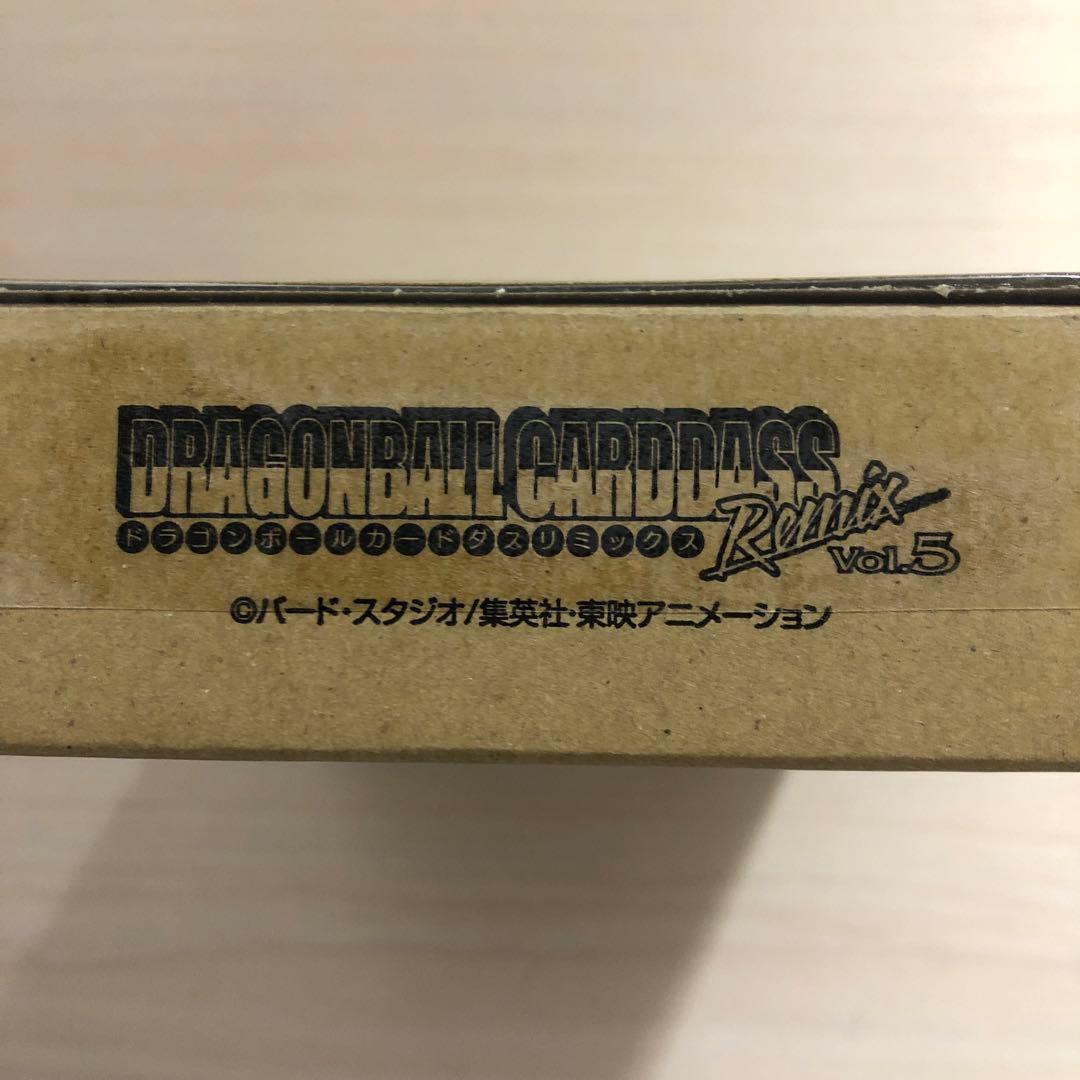 DRAGONBALL CARDDASS Remix
ドラゴンボールカードダスリミックス Vol.5
©バード・スタジオ/集英社・東映アニメーション